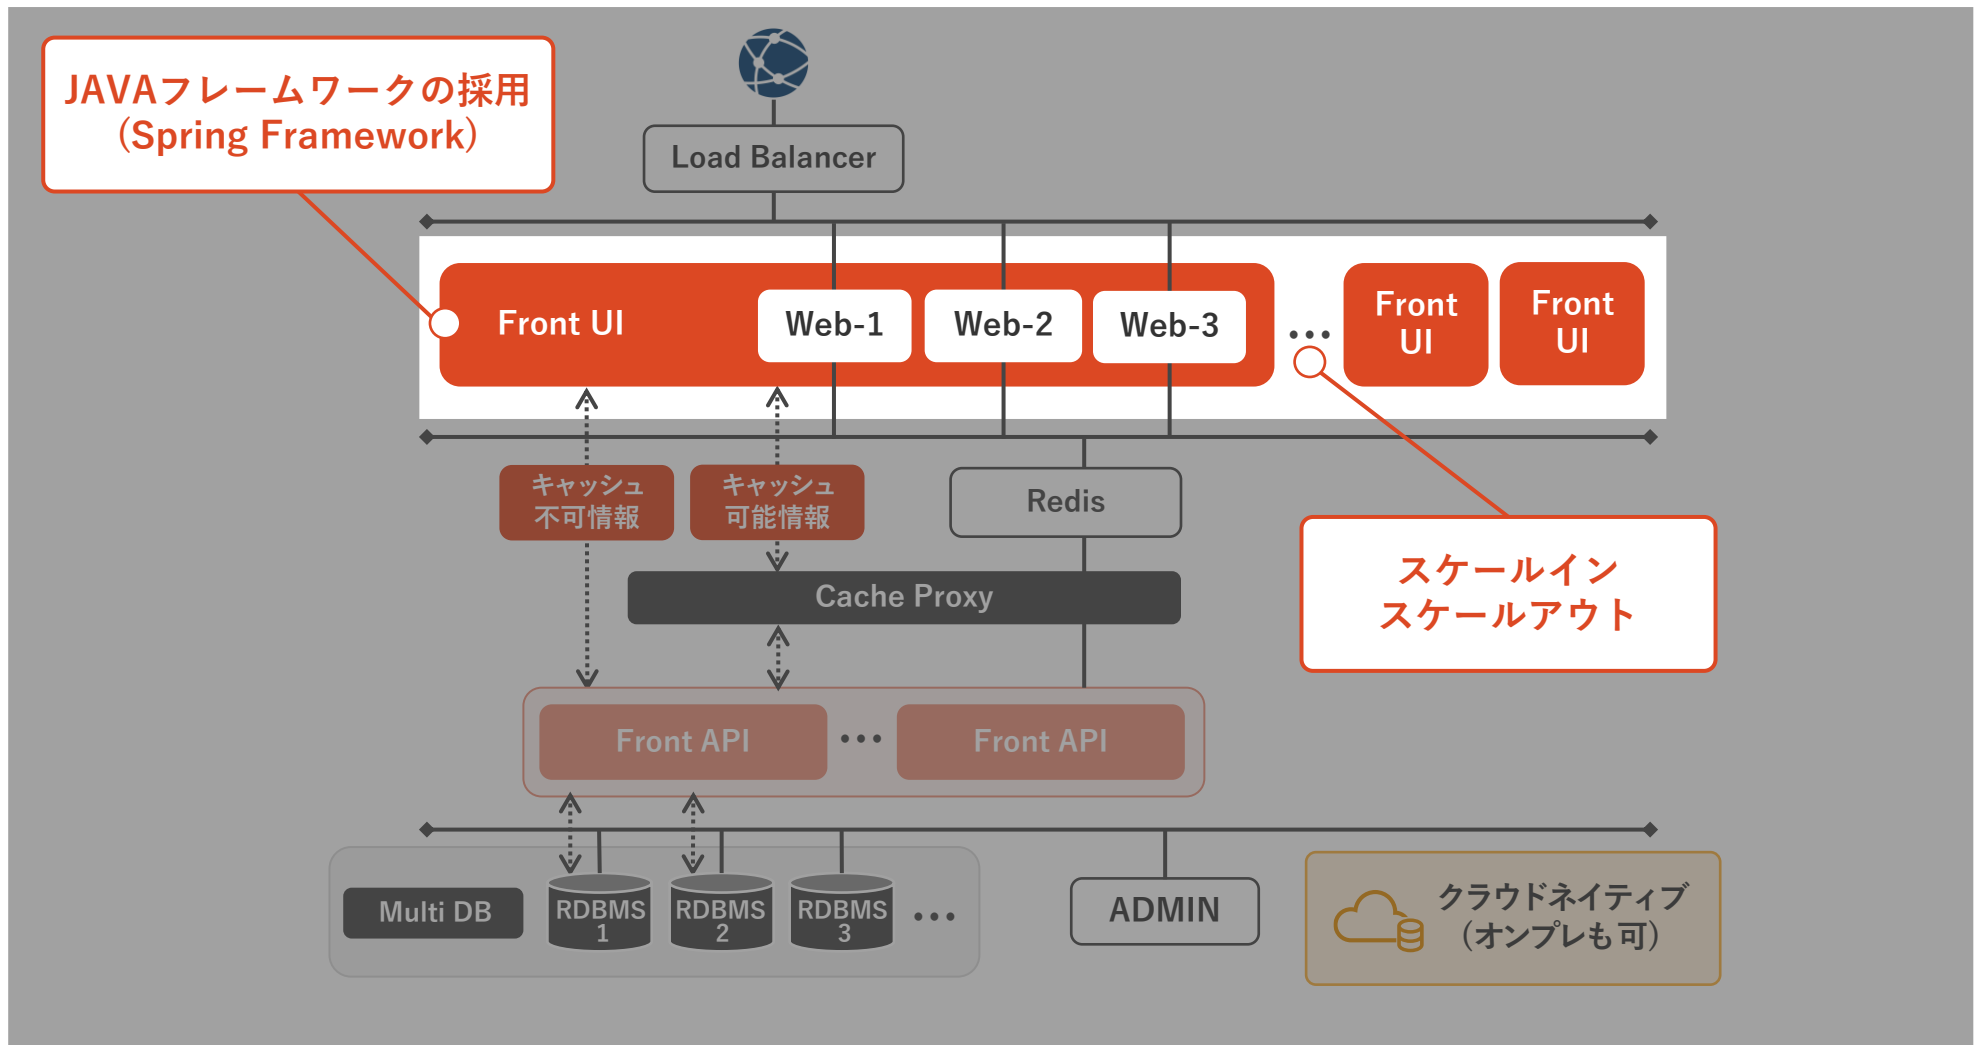 JAVAフレームワークの採用
(Spring Framework)
Load Balancer
Front UI
Web-1
Web-2
Web-3
Front
UI
Front
UI
キャッシュ
不可情報
キャッシュ
可能情報
Redis
スケールイン
スケールアウト
Cache Proxy
Front API
Front API
Multi DB
RDBMS
1
RDBMS
2
RDBMS
3
ADMIN
クラウドネイティブ
(オンプレも可)